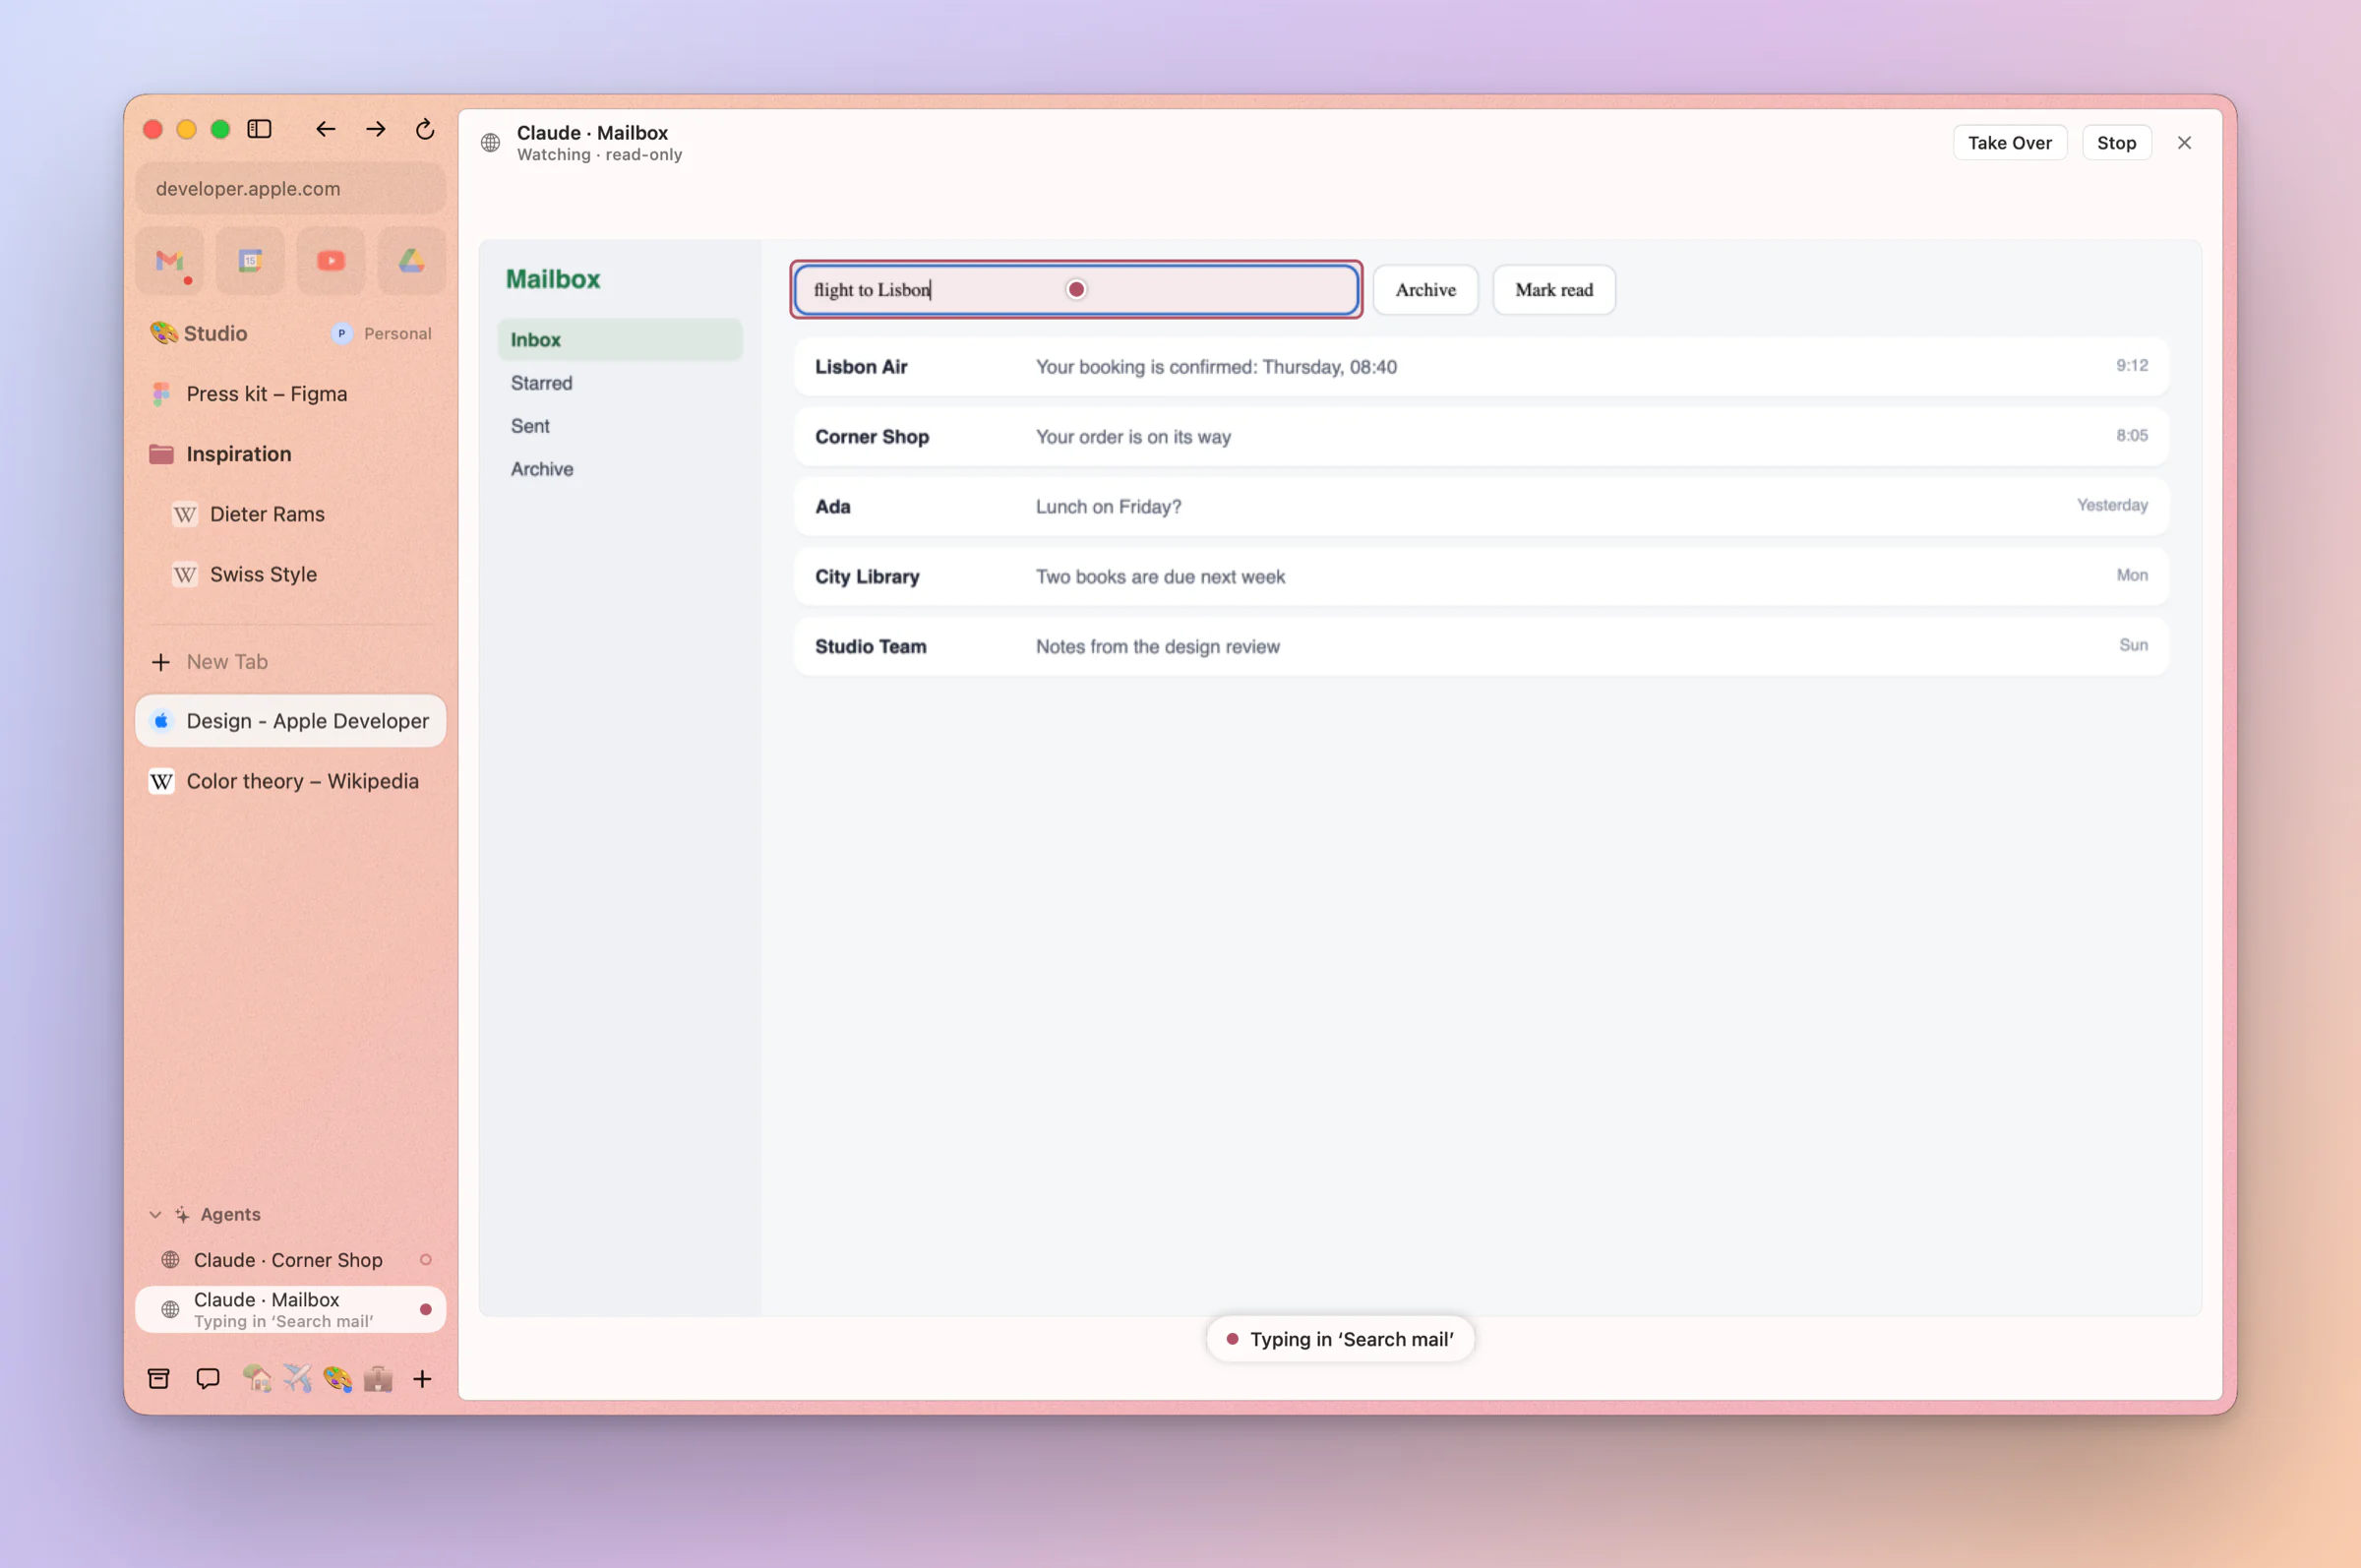 developer.apple.com
15
Studio
P
Personal
Press kit – Figma
Inspiration
W Dieter Rams
W Swiss Style
New Tab
Design - Apple Developer
W Color theory – Wikipedia
Agents
Claude · Corner Shop
Claude · Mailbox
Typing in ‘Search mail’
Claude · Mailbox
Watching · read-only
Take Over
Stop
Mailbox
Inbox
Starred
Sent
Archive
flight to Lisbon
Archive
Mark read
Lisbon Air Your booking is confirmed: Thursday, 08:40 9:12
Corner Shop Your order is on its way 8:05
Ada Lunch on Friday? Yesterday
City Library Two books are due next week Mon
Studio Team Notes from the design review Sun
Typing in ‘Search mail’